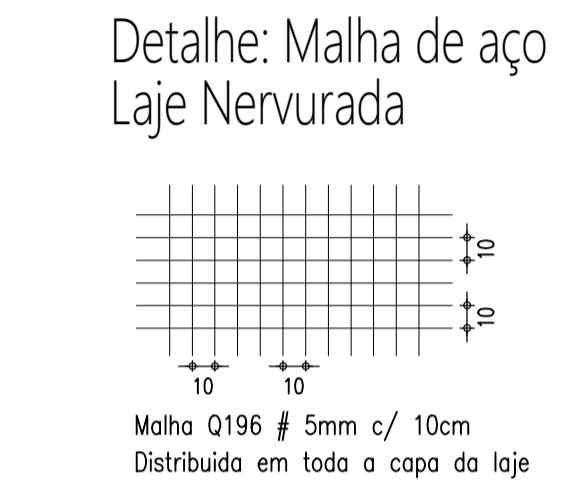 Detalhe: Malha de aço
Laje Nervurada
10
10
10 10
Malha Q196 # 5mm c/ 10cm
Distribuida em toda a capa da laje